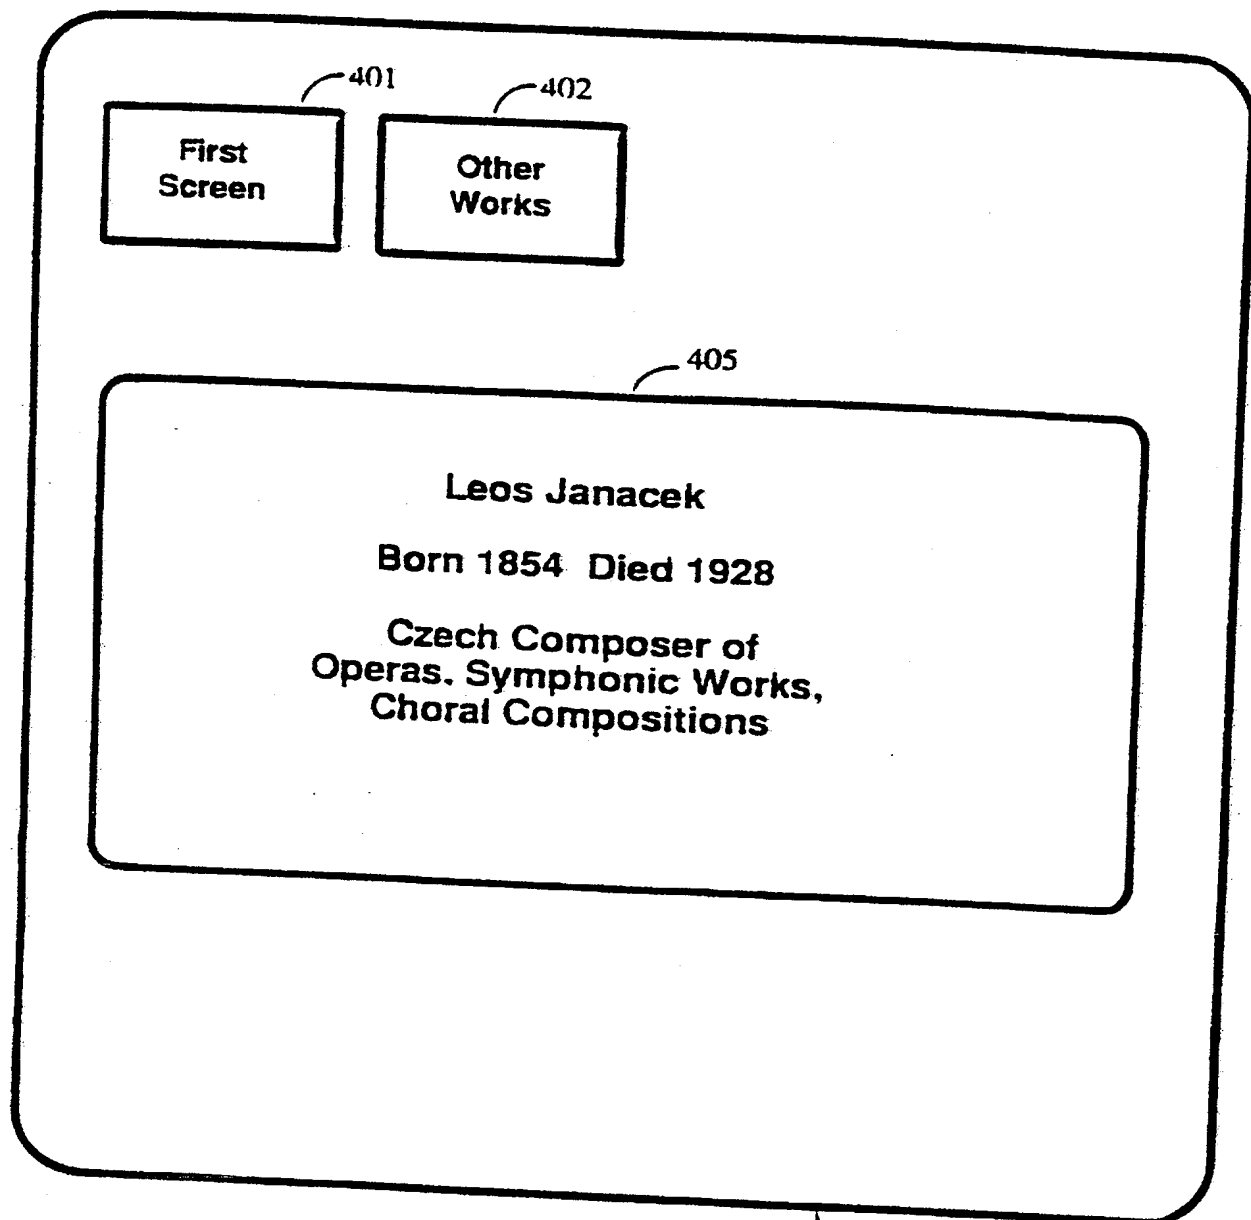 401
402
First
Screen
Other
Works
405
Leos Janacek
Born 1854 Died 1928
Czech Composer of
Operas. Symphonic Works,
Choral Compositions